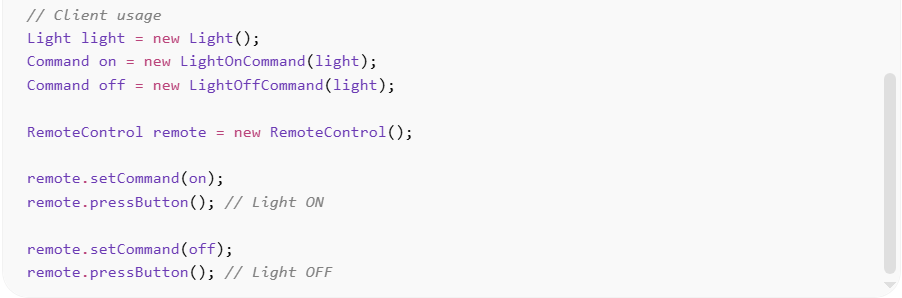 // Client usage
Light light = new Light();
Command on = new LightOnCommand(light);
Command off = new LightOffCommand(light);
RemoteControl remote = new RemoteControl();
remote.setCommand(on);
remote.pressButton(); // Light ON
remote.setCommand(off);
remote.pressButton(); // Light OFF